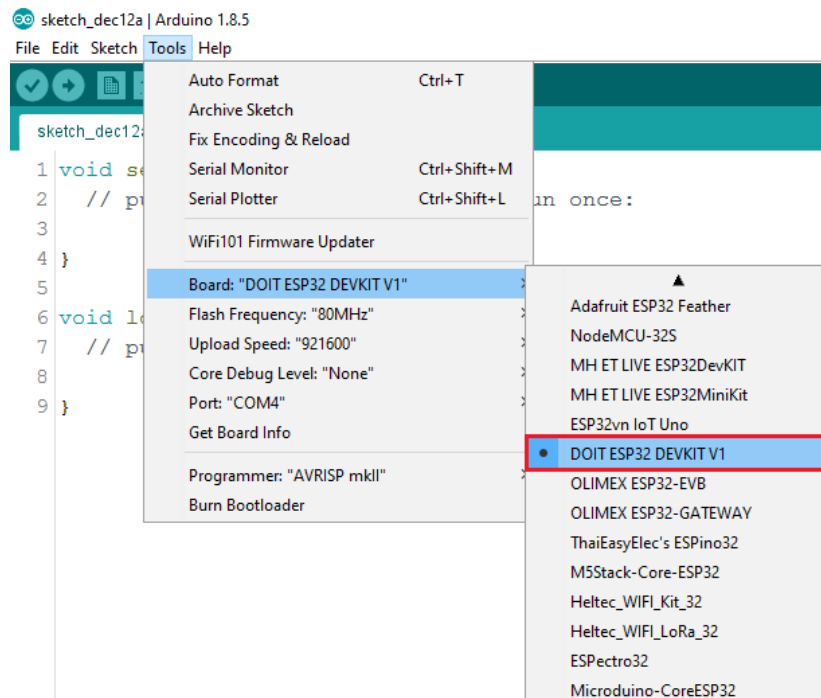 sketch_dec12a | Arduino 1.8.5
File Edit Sketch Tools Help
sketch_dec12a
1 void se
2 // pu un once:
3
4 }
5
6 void lo
7 // pu
8
9 }
Auto Format Ctrl+T
Archive Sketch
Fix Encoding & Reload
Serial Monitor Ctrl+Shift+M
Serial Plotter Ctrl+Shift+L
WiFi101 Firmware Updater
Board: "DOIT ESP32 DEVKIT V1"
Flash Frequency: "80MHz"
Upload Speed: "921600"
Core Debug Level: "None"
Port: "COM4"
Get Board Info
Programmer: "AVRISP mkII"
Burn Bootloader
Adafruit ESP32 Feather
NodeMCU-32S
MH ET LIVE ESP32DevKIT
MH ET LIVE ESP32MiniKit
ESP32vn IoT Uno
DOIT ESP32 DEVKIT V1
OLIMEX ESP32-EVB
OLIMEX ESP32-GATEWAY
ThaiEasyElec's ESPino32
M5Stack-Core-ESP32
Heltec_WIFI_Kit_32
Heltec_WIFI_LoRa_32
ESPectro32
Microduino-CoreESP32